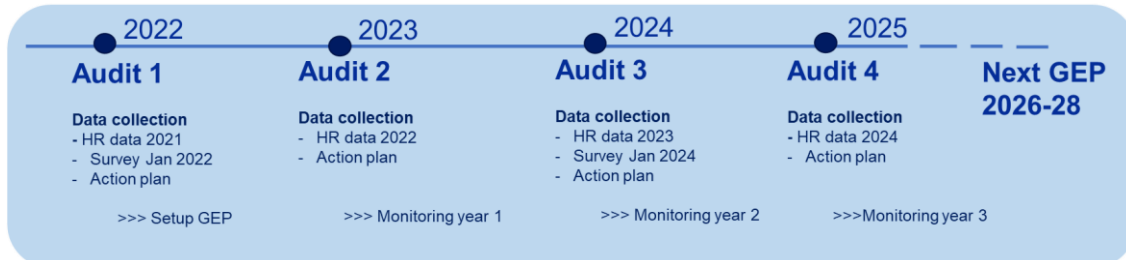 2022
Audit 1
Data collection
- HR data 2021
- Survey Jan 2022
- Action plan
>>> Setup GEP
2023
Audit 2
Data collection
- HR data 2022
- Action plan
>>> Monitoring year 1
2024
Audit 3
Data collection
- HR data 2023
- Survey Jan 2024
- Action plan
>>> Monitoring year 2
2025
Audit 4
Data collection
- HR data 2024
- Action plan
>>>Monitoring year 3
Next GEP
2026-28